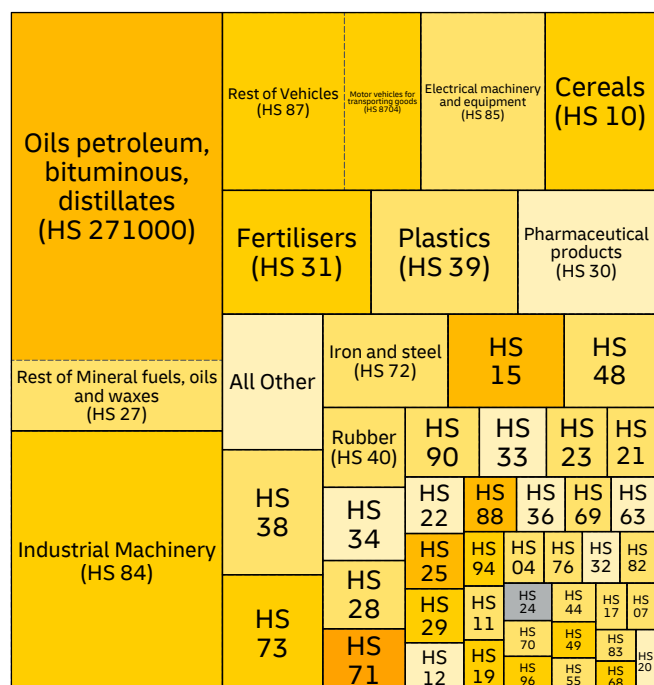 Oils petroleum,
bituminous,
distillates
(HS 271000)
Rest of Mineral fuels, oils
and waxes
(HS 27)
Industrial Machinery
(HS 84)
Rest of Vehicles
(HS 87)
Motor vehicles for
transporting goods
(HS 8704)
Electrical machinery
and equipment
(HS 85)
Cereals
(HS 10)
Fertilisers
(HS 31)
Plastics
(HS 39)
Pharmaceutical
products
(HS 30)
All Other
HS
38
HS
73
Iron and steel
(HS 72)
HS
15
HS
48
Rubber
(HS 40)
HS
34
HS
28
HS
71
HS
90
HS
33
HS
23
HS
21
HS
22
HS
88
HS
36
HS
69
HS
63
HS
25
HS
29
HS
12
HS
94
HS
11
HS
19
HS
04
HS
76
HS
32
HS
82
HS
24
HS
70
HS
96
HS
44
HS
49
HS
55
HS
17
HS
07
HS
83
HS
68
HS
20